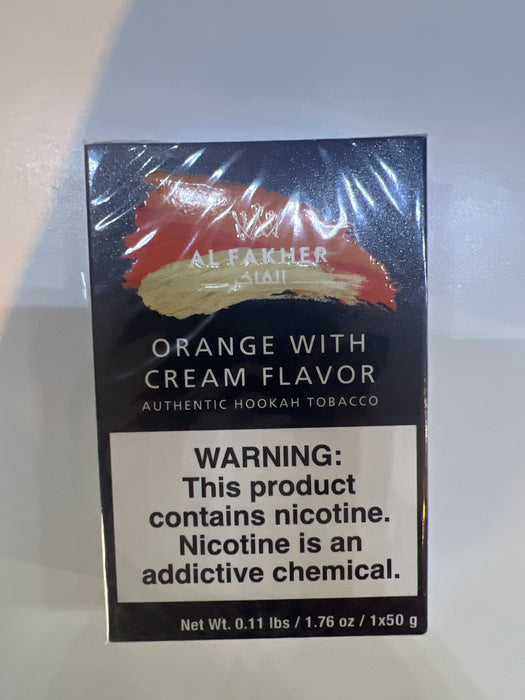 AL FAKHER
الفاخر
ORANGE WITH
CREAM FLAVOR
AUTHENTIC HOOKAH TOBACCO
WARNING:
This product
contains nicotine.
Nicotine is an
addictive chemical.
Net Wt. 0.11 lbs / 1.76 oz / 1x50 g